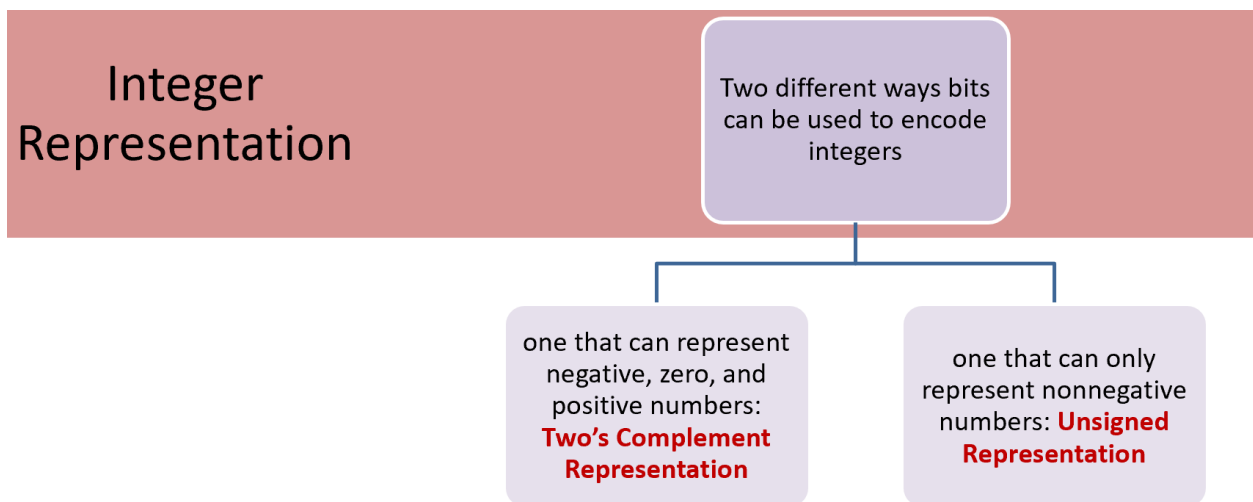 Integer
Representation
Two different ways bits
can be used to encode
integers
one that can represent
negative, zero, and
positive numbers:
Two’s Complement
Representation
one that can only
represent nonnegative
numbers: Unsigned
Representation